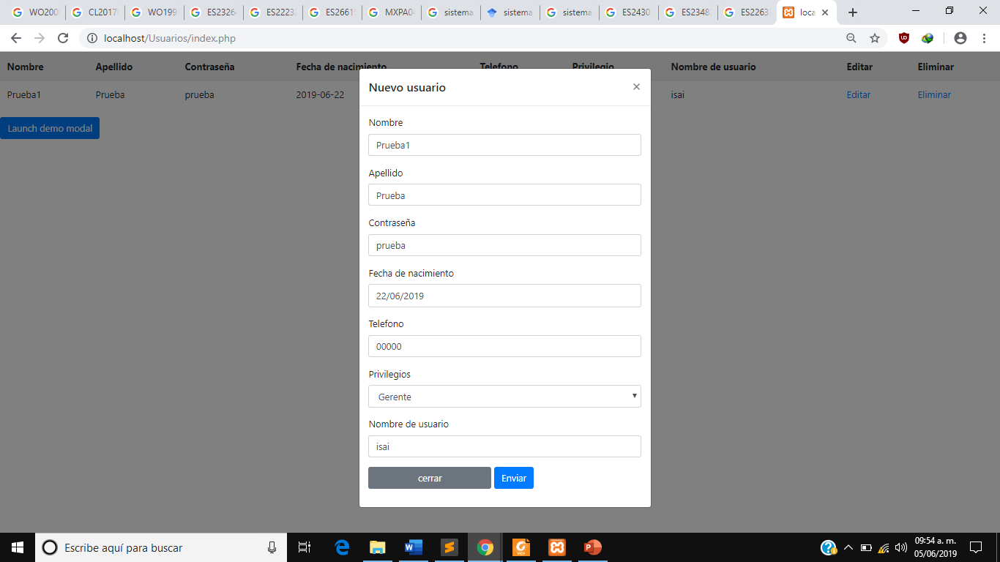 WO200 CL2017 WO199 ES2326 ES2223 ES2661 MXPA0 sistema sistema sistema ES2430 ES2348 ES2263 loca
localhost/Usuarios/index.php
Nombre Apellido Contraseña Fecha de nacimiento Telefono Privilegio Nombre de usuario Editar Eliminar
Prueba1 Prueba prueba 2019-06-22 isai Editar Eliminar
Launch demo modal
Nuevo usuario ×
Nombre
Prueba1
Apellido
Prueba
Contraseña
prueba
Fecha de nacimiento
22/06/2019
Telefono
00000
Privilegios
Gerente
Nombre de usuario
isai
cerrar Enviar
Escribe aquí para buscar
09:54 a. m.
05/06/2019